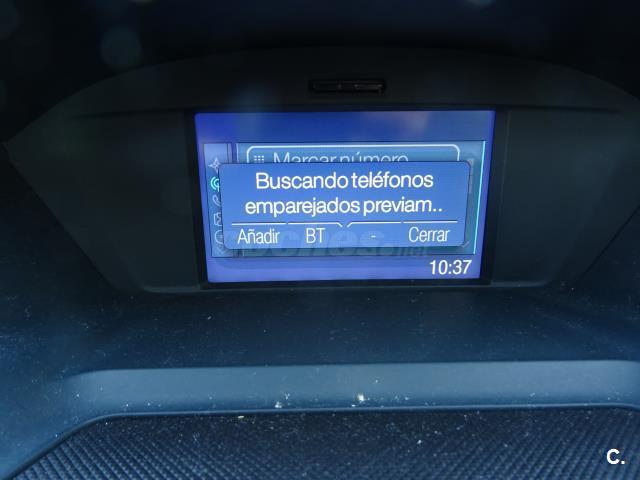 Marcar número
Buscando teléfonos
emparejados previam..
Añadir BT - Cerrar
10:37
C.